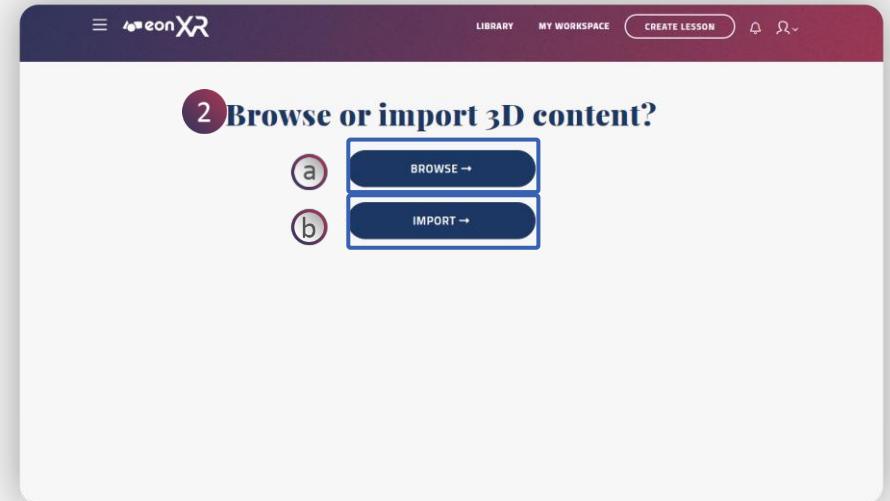 eonXR LIBRARY MY WORKSPACE CREATE LESSON
2 Browse or import 3D content?
a BROWSE →
b IMPORT →